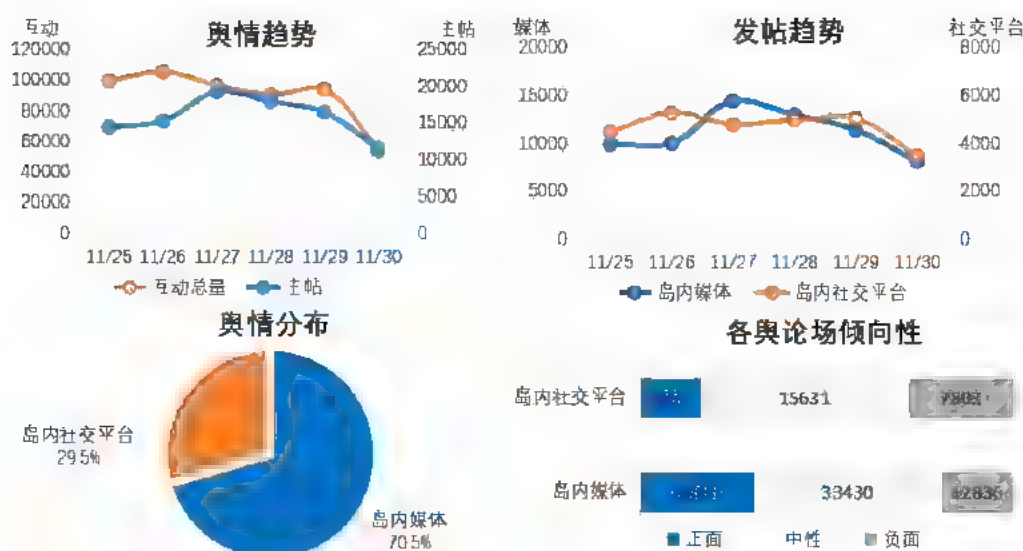 舆情趋势
互动
主帖
120000
100000
80000
60000
40000
20000
0
25000
20000
15000
10000
5000
0
11/25 11/26 11/27 11/28 11/29 11/30
互动总量 主帖
发帖趋势
媒体
社交平台
20000
15000
10000
5000
0
8000
6000
4000
2000
0
11/25 11/26 11/27 11/28 11/29 11/30
岛内媒体 岛内社交平台
舆情分布
岛内社交平台
29.5%
岛内媒体
70.5%
各舆论场倾向性
岛内社交平台
15631
岛内媒体
33430
正面 中性 负面